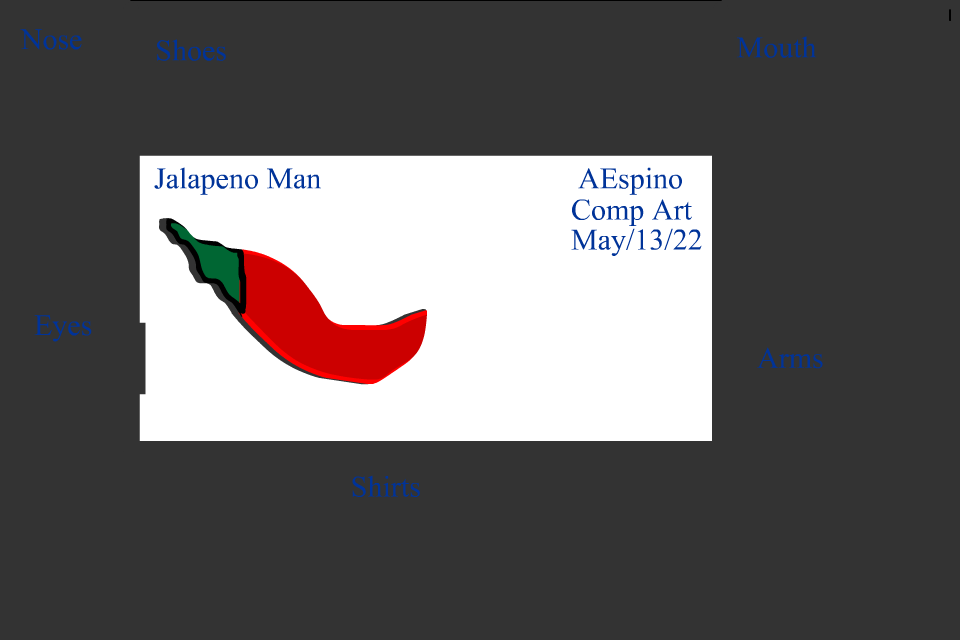 Nose
Shoes
Mouth
Jalapeno Man
AEspino
Comp Art
May/13/22
Eyes
Arms
Shirts